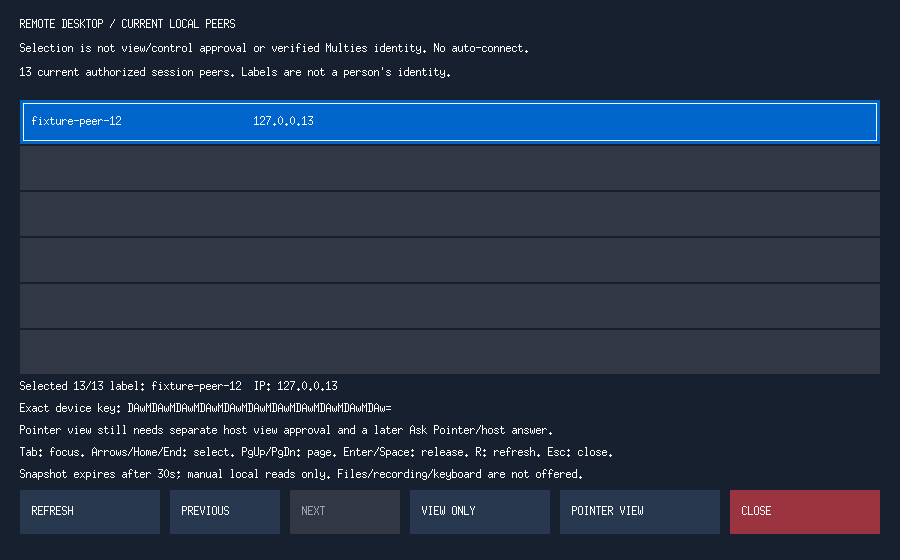 REMOTE DESKTOP / CURRENT LOCAL PEERS
Selection is not view/control approval or verified Multies identity. No auto-connect.
13 current authorized session peers. Labels are not a person's identity.
fixture-peer-12 127.0.0.13
Selected 13/13 label: fixture-peer-12 IP: 127.0.0.13
Exact device key: DAwMDAwMDAwMDAwMDAwMDAwMDAwMDAwMDAwMDAwMDAw=
Pointer view still needs separate host view approval and a later Ask Pointer/host answer.
Tab: focus. Arrows/Home/End: select. PgUp/PgDn: page. Enter/Space: release. R: refresh. Esc: close.
Snapshot expires after 30s; manual local reads only. Files/recording/keyboard are not offered.
REFRESH PREVIOUS NEXT VIEW ONLY POINTER VIEW CLOSE